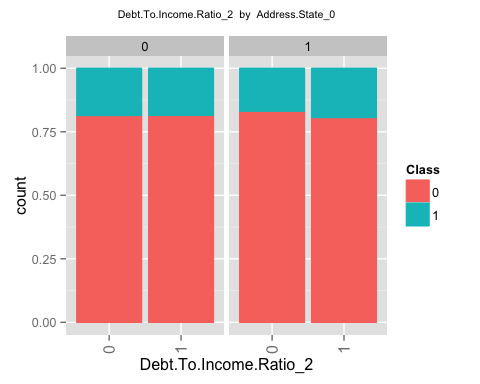 Debt.To.Income.Ratio_2 by Address.State_0
0 1
1.00
0.75
0.50
0.25
0.00
count
0 1 0 1
Debt.To.Income.Ratio_2
Class
0
1